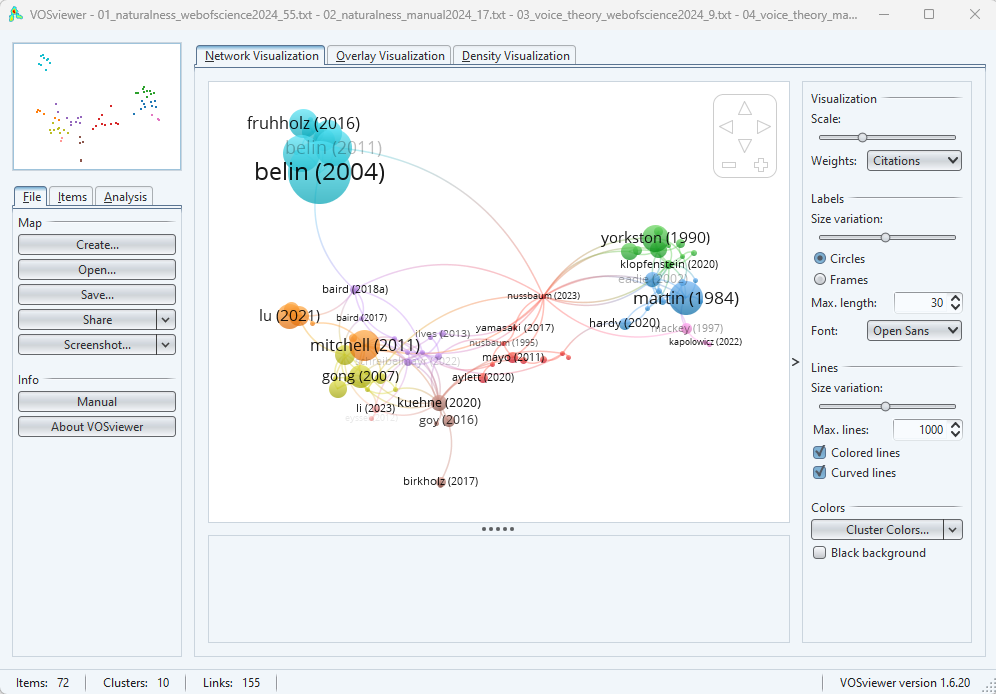 VOSviewer - 01_naturalness_webofscience2024_55.txt - 02_naturalness_manual2024_17.txt - 03_voice_theory_webofscience2024_9.txt - 04_voice_theory_ma...
Network Visualization
Overlay Visualization
Density Visualization
File
Items
Analysis
Map
Create...
Open...
Save...
Share
Screenshot...
Info
Manual
About VOSviewer
fruhholz (2016)
belin (2011)
belin (2004)
yorkston (1990)
klopfenstein (2020)
eadie (2002)
baird (2018a)
nussbaum (2023)
martin (1984)
lu (2021)
baird (2017)
hardy (2020)
mackey (1997)
ilves (2013)
yamasaki (2017)
mitchell (2011)
nusbaum (1995)
kapolowicz (2022)
mayo (2011)
gong (2007)
aylett (2020)
kuehne (2020)
li (2023)
goy (2016)
birkholz (2017)
Visualization
Scale:
Weights:
Citations
Labels
Size variation:
Circles
Frames
Max. length:
30
Font:
Open Sans
Lines
Size variation:
Max. lines:
1000
Colored lines
Curved lines
Colors
Cluster Colors...
Black background
Items: 72
Clusters: 10
Links: 155
VOSviewer version 1.6.20